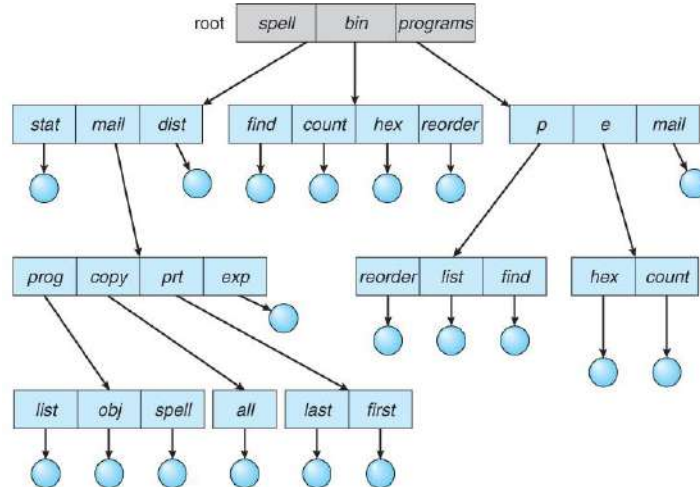 root spell bin programs
stat mail dist find count hex reorder p e mail
prog copy prt exp reorder list find hex count
list obj spell all last first